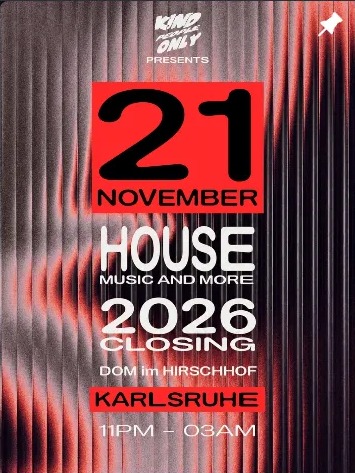 KIND
PEOPLE
ONLY
PRESENTS
21
NOVEMBER
HOUSE
MUSIC AND MORE
2026
CLOSING
DOM im HIRSCHHOF
KARLSRUHE
11PM – 03AM